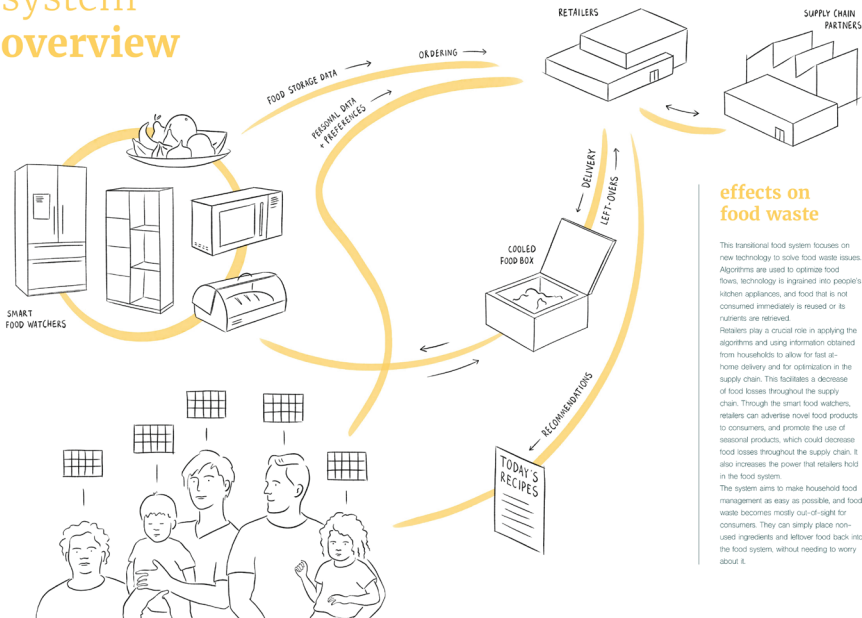 system
overview
RETAILERS
SUPPLY CHAIN
PARTNERS
ORDERING
FOOD STORAGE DATA
PERSONAL DATA
+ PREFERENCES
DELIVERY
LEFT-OVERS
COOLED
FOOD BOX
SMART
FOOD WATCHERS
RECOMMENDATIONS
TODAY'S
RECIPES
effects on
food waste
This transitional food system focuses on
new technology to solve food waste issues.
Algorithms are used to optimize food
flows, technology is ingrained into people's
kitchen appliances, and food that is not
consumed immediately is reused or its
nutrients are retrieved.
Retailers play a crucial role in applying the
algorithms and using information obtained
from households to allow for fast at-
home delivery and for optimization in the
supply chain. This facilitates a decrease
of food losses throughout the supply
chain. Through the smart food watchers,
retailers can advertise novel food products
to consumers, and promote the use of
seasonal products, which could decrease
food losses throughout the supply chain. It
also increases the power that retailers hold
in the food system.
The system aims to make household food
management as easy as possible, and food
waste becomes mostly out-of-sight for
consumers. They can simply place non-
used ingredients and leftover food back into
the food system, without needing to worry
about it.